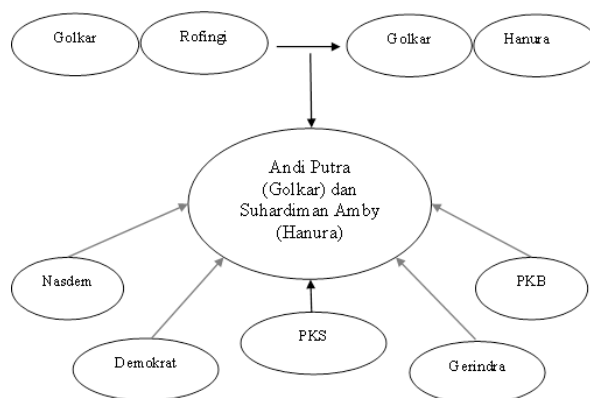 Golkar
Rofingi
Golkar
Hanura
Andi Putra
(Golkar) dan
Suhardiman Amby
(Hanura)
Nasdem
PKB
Demokrat
PKS
Gerindra